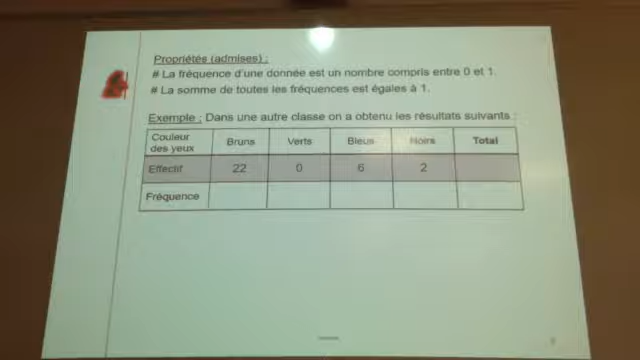 Propriétés (admises) :
# La fréquence d'une donnée est un nombre compris entre 0 et 1.
# La somme de toutes les fréquences est égales à 1.
Exemple : Dans une autre classe on a obtenu les résultats suivants :
Couleur des yeux Bruns Verts Bleus Noirs Total
Effectif 22 0 6 2
Fréquence